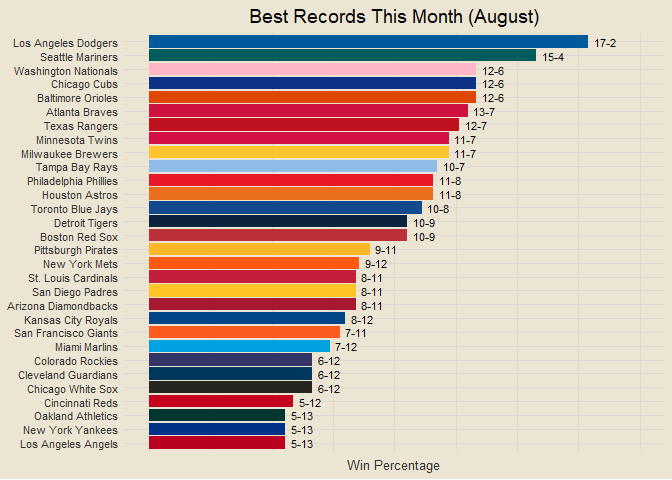 Best Records This Month (August)
Los Angeles Dodgers 17-2
Seattle Mariners 15-4
Washington Nationals 12-6
Chicago Cubs 12-6
Baltimore Orioles 12-6
Atlanta Braves 13-7
Texas Rangers 12-7
Minnesota Twins 11-7
Milwaukee Brewers 11-7
Tampa Bay Rays 10-7
Philadelphia Phillies 11-8
Houston Astros 11-8
Toronto Blue Jays 10-8
Detroit Tigers 10-9
Boston Red Sox 10-9
Pittsburgh Pirates 9-11
New York Mets 9-12
St. Louis Cardinals 8-11
San Diego Padres 8-11
Arizona Diamondbacks 8-11
Kansas City Royals 8-12
San Francisco Giants 7-11
Miami Marlins 7-12
Colorado Rockies 6-12
Cleveland Guardians 6-12
Chicago White Sox 6-12
Cincinnati Reds 5-12
Oakland Athletics 5-13
New York Yankees 5-13
Los Angeles Angels 5-13
Win Percentage